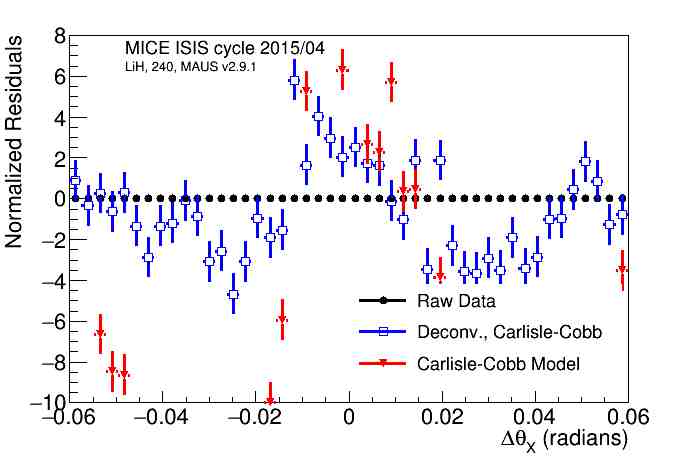 Normalized Residuals
8
6
4
2
0
−2
−4
−6
−8
−10
MICE ISIS cycle 2015/04
LiH, 240, MAUS v2.9.1
Raw Data
Deconv., Carlisle-Cobb
Carlisle-Cobb Model
−0.06 −0.04 −0.02 0 0.02 0.04 0.06
ΔθX (radians)